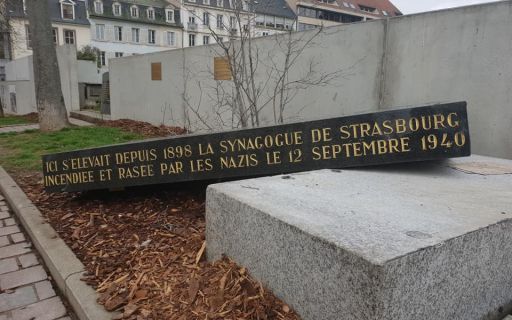 ICI S'ELEVAIT DEPUIS 1898 LA SYNAGOGUE DE STRASBOURG
INCENDIEE ET RASEE PAR LES NAZIS LE 12 SEPTEMBRE 1940